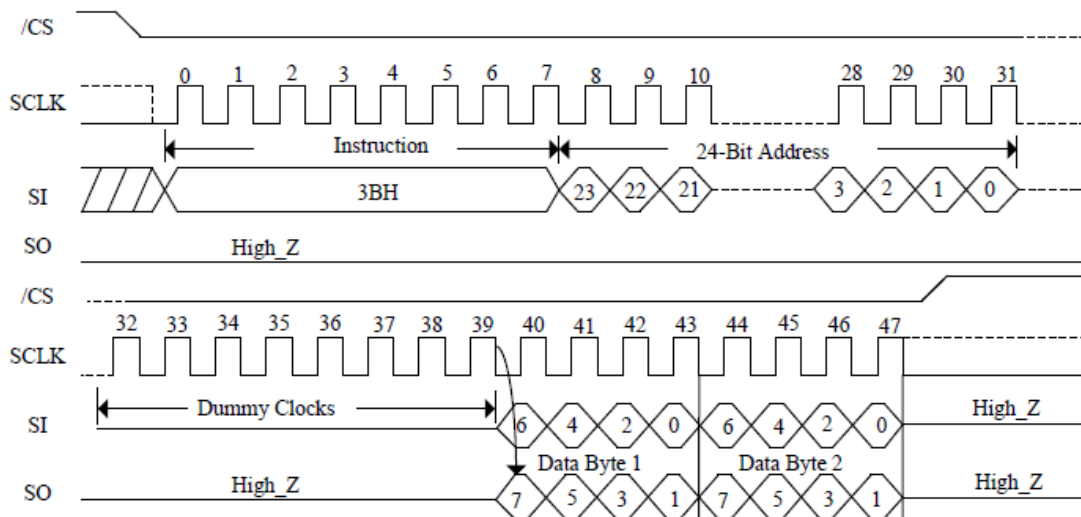 /CS
0 1 2 3 4 5 6 7 8 9 10 28 29 30 31
SCLK
Instruction 24-Bit Address
SI 3BH 23 22 21 3 2 1 0
SO High_Z
/CS
32 33 34 35 36 37 38 39 40 41 42 43 44 45 46 47
SCLK
Dummy Clocks High_Z
SI 6 4 2 0 6 4 2 0
Data Byte 1 Data Byte 2
SO High_Z 7 5 3 1 7 5 3 1 High_Z